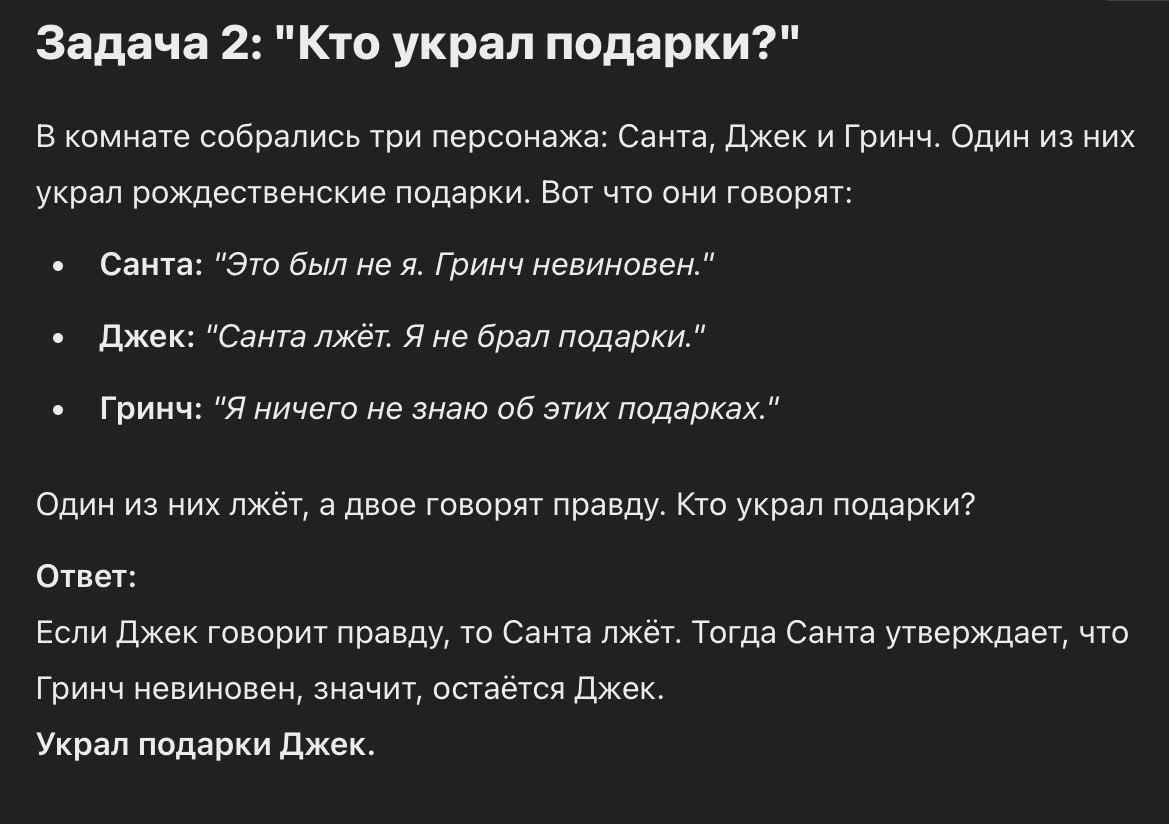 Задача 2: "Кто украл подарки?"
В комнате собрались три персонажа: Санта, Джек и Гринч. Один из них
украл рождественские подарки. Вот что они говорят:
• Санта: "Это был не я. Гринч невиновен."
• Джек: "Санта лжёт. Я не брал подарки."
• Гринч: "Я ничего не знаю об этих подарках."
Один из них лжёт, а двое говорят правду. Кто украл подарки?
Ответ:
Если Джек говорит правду, то Санта лжёт. Тогда Санта утверждает, что
Гринч невиновен, значит, остаётся Джек.
Украл подарки Джек.